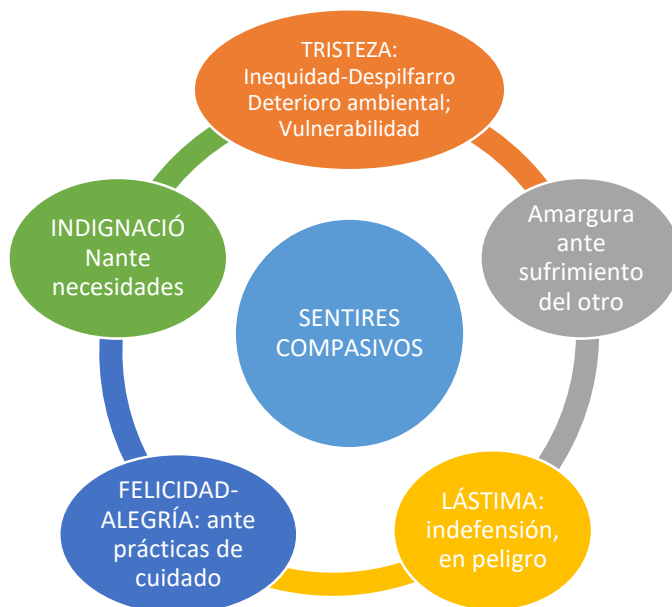 TRISTEZA:
Inequidad-Despilfarro
Deterioro ambiental;
Vulnerabilidad
Amargura
ante
sufrimiento
del otro
LÁSTIMA:
indefensión,
en peligro
FELICIDAD-
ALEGRÍA: ante
prácticas de
cuidado
INDIGNACIÓ
Nante
necesidades
SENTIRES
COMPASIVOS